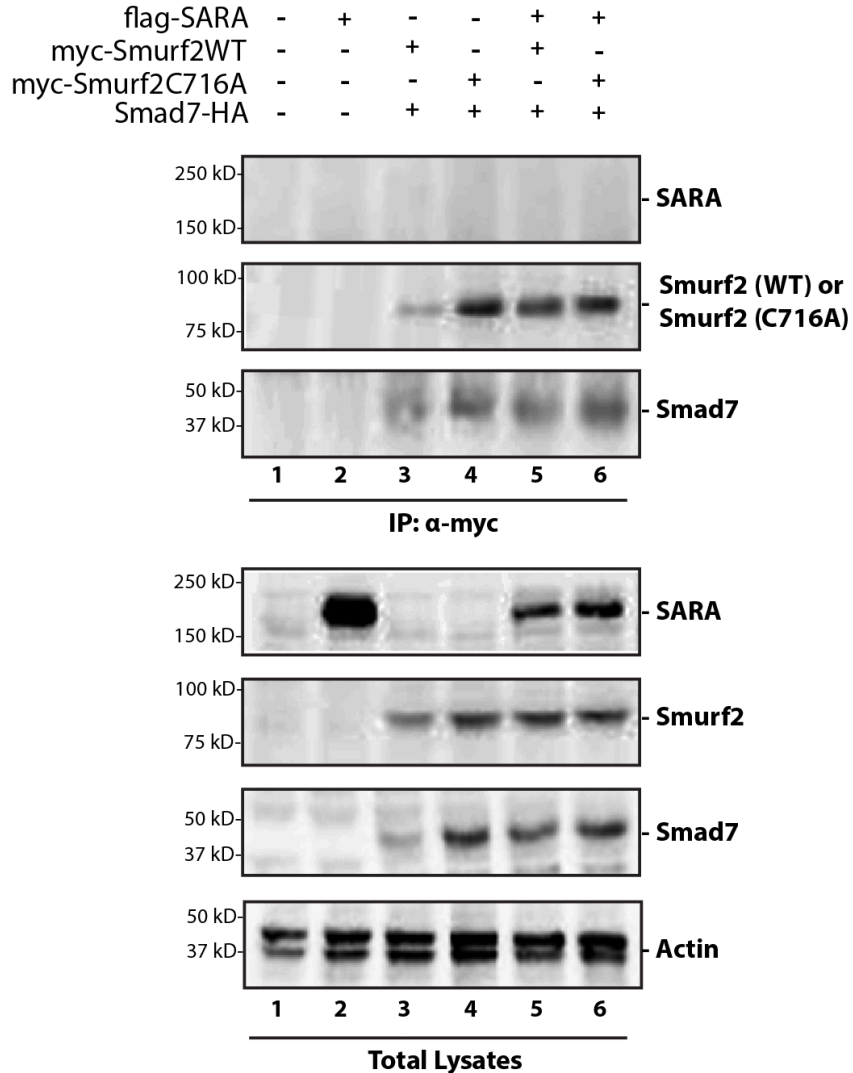 flag-SARA - + - - + +
myc-Smurf2WT - - + - + -
myc-Smurf2C716A - - - + - +
Smad7-HA - - + + + +
250 kD
150 kD
- SARA
100 kD
75 kD
- Smurf2 (WT) or
Smurf2 (C716A)
50 kD
37 kD
- Smad7
1 2 3 4 5 6
IP: α-myc
250 kD
150 kD
- SARA
100 kD
75 kD
- Smurf2
50 kD
37 kD
- Smad7
50 kD
37 kD
- Actin
1 2 3 4 5 6
Total Lysates